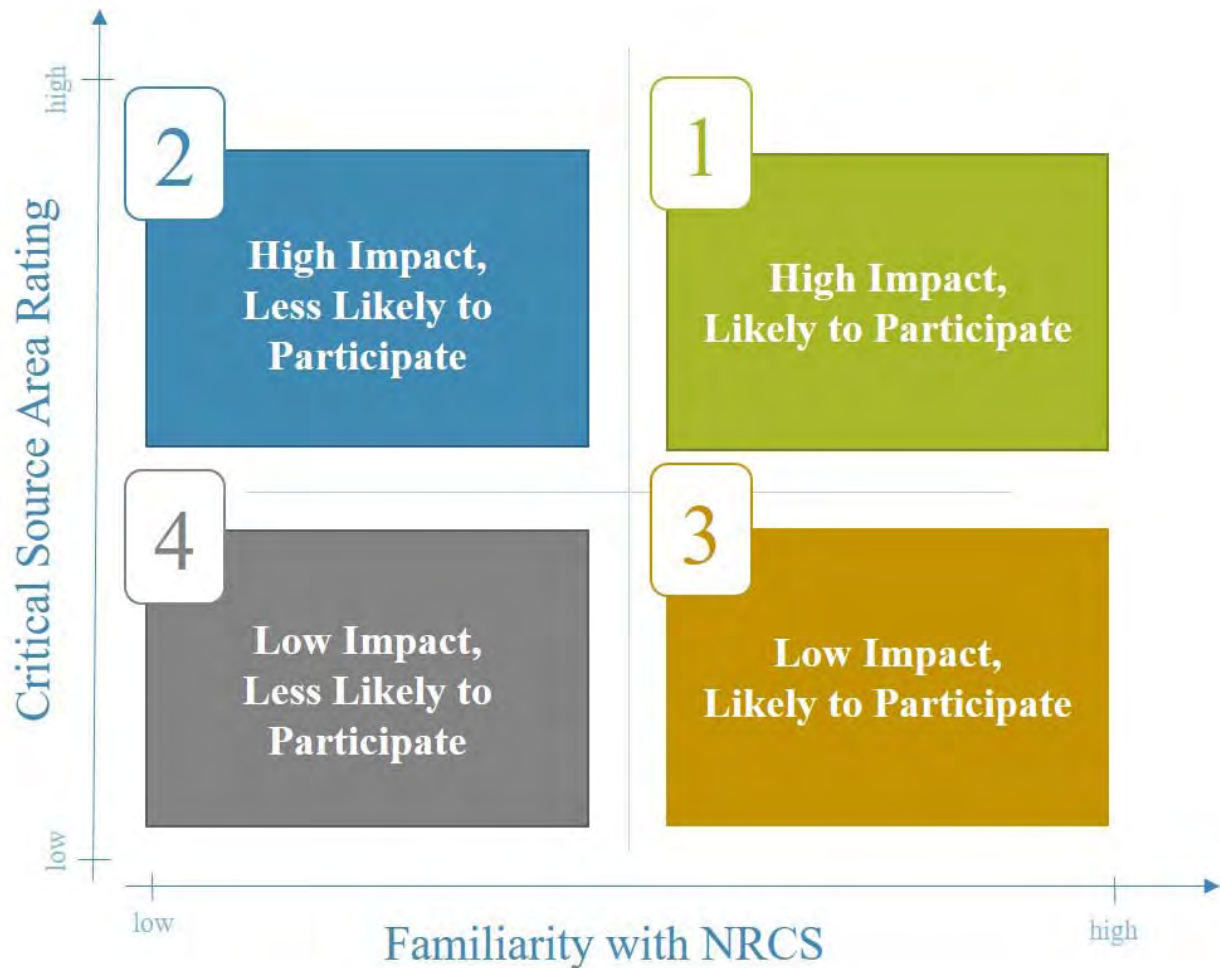 high
Critical Source Area Rating
low
2
High Impact,
Less Likely to
Participate
1
High Impact,
Likely to Participate
4
Low Impact,
Less Likely to
Participate
3
Low Impact,
Likely to Participate
low
high
Familiarity with NRCS